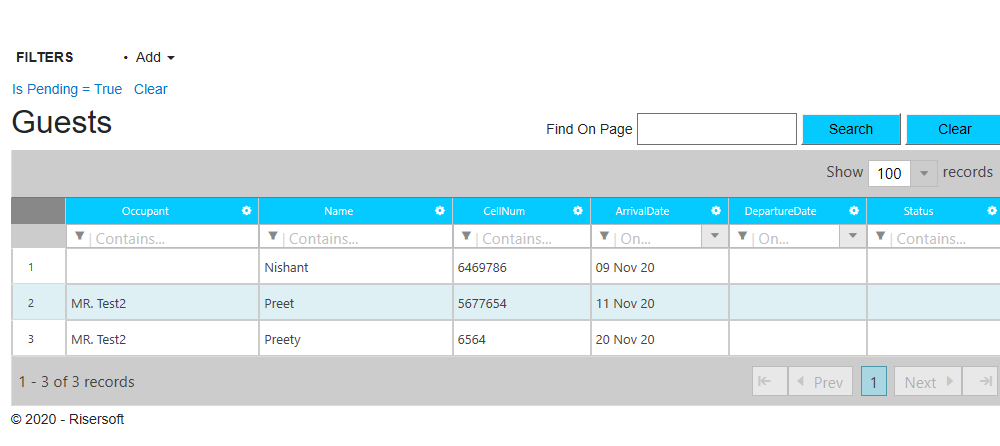 FILTERS • Add
Is Pending = True Clear
Guests
Find On Page Search Clear
Show 100 records
Occupant Name CellNum ArrivalDate DepartureDate Status
Contains... Contains... Contains... On... On... Contains...
1 Nishant 6469786 09 Nov 20
2 MR. Test2 Preet 5677654 11 Nov 20
3 MR. Test2 Preety 6564 20 Nov 20
1 - 3 of 3 records Prev 1 Next
© 2020 - Risersoft